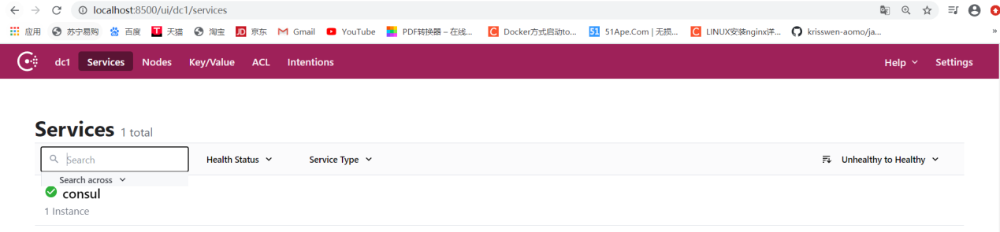 localhost:8500/ui/dc1/services
应用 苏宁易购 百度 天猫 淘宝 京东 Gmail YouTube PDF转换器 – 在线... Docker方式启动to... 51Ape.Com | 无损... LINUX安装nginx详... krisswen-aomo/ja... »
dc1 Services Nodes Key/Value ACL Intentions Help Settings
Services 1 total
Search Health Status Service Type Unhealthy to Healthy
Search across
consul
1 Instance